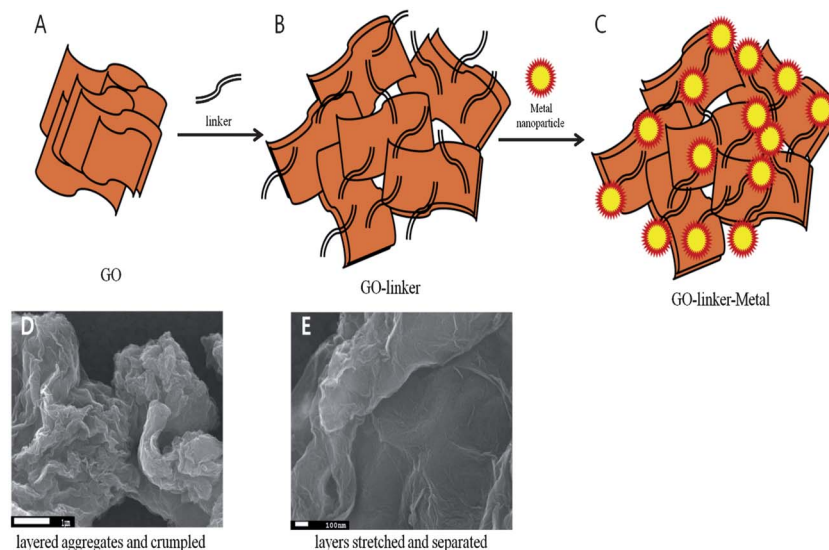 A
B
C
linker
Metal
nanoparticle
GO
GO-linker
GO-linker-Metal
D
E
1μm
100nm
layered aggregates and crumpled
layers stretched and separated